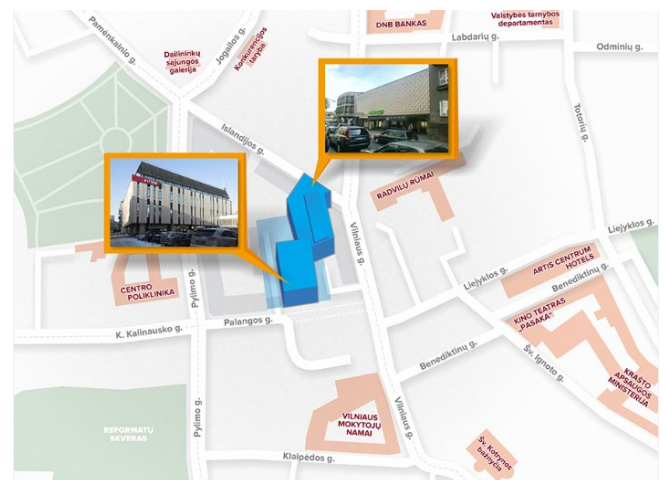 DNB BANKAS
Valstybės tarnybos
departamentas
Pamėnkalnio g.
Dailininkų
sąjungos
galerija
Jogailos g.
Konkurencijos
taryba
Labdarių g.
Odminių g.
Islandijos g.
Totorių g.
RADVILŲ RŪMAI
Vilniaus g.
Liejyklos g.
ARTIS CENTRUM
HOTELS
Liejyklos g.
Benediktinų g.
CENTRO
POLIKLINIKA
Pylimo g.
KINO TEATRAS
„PASAKA“
K. Kalinausko g.
Palangos g.
Benediktinų g.
Šv. Ignoto g.
KRAŠTO
APSAUGOS
MINISTERIJA
REFORMATŲ
SKVERAS
Pylimo g.
VILNIAUS
MOKYTOJŲ
NAMAI
Vilniaus g.
Šv. Kotrynos
bažnyčia
Klaipėdos g.